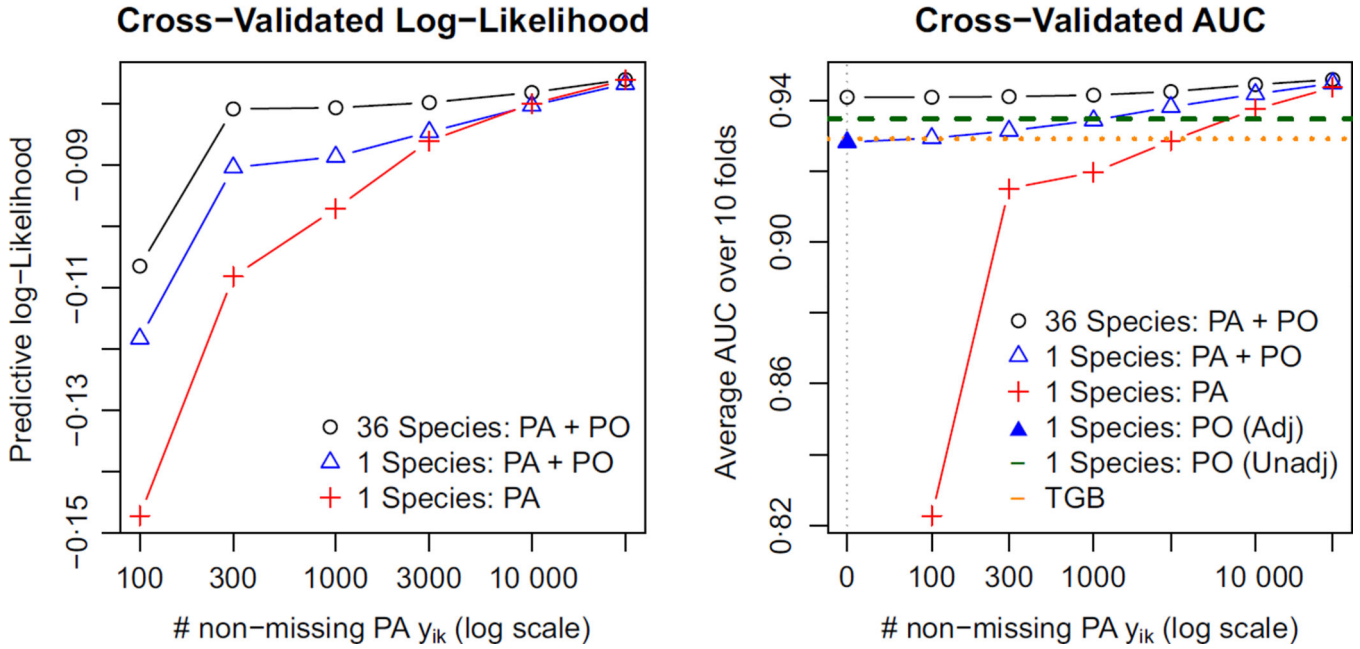 Cross−Validated Log−Likelihood
Predictive log−Likelihood
−0·09
−0·11
−0·13
−0·15
36 Species: PA + PO
1 Species: PA + PO
1 Species: PA
100
300
1000
3000
10 000
# non−missing PA yik (log scale)
Cross−Validated AUC
Average AUC over 10 folds
0·94
0·90
0·86
0·82
36 Species: PA + PO
1 Species: PA + PO
1 Species: PA
1 Species: PO (Adj)
1 Species: PO (Unadj)
TGB
0
100
300
1000
10 000
# non−missing PA yik (log scale)